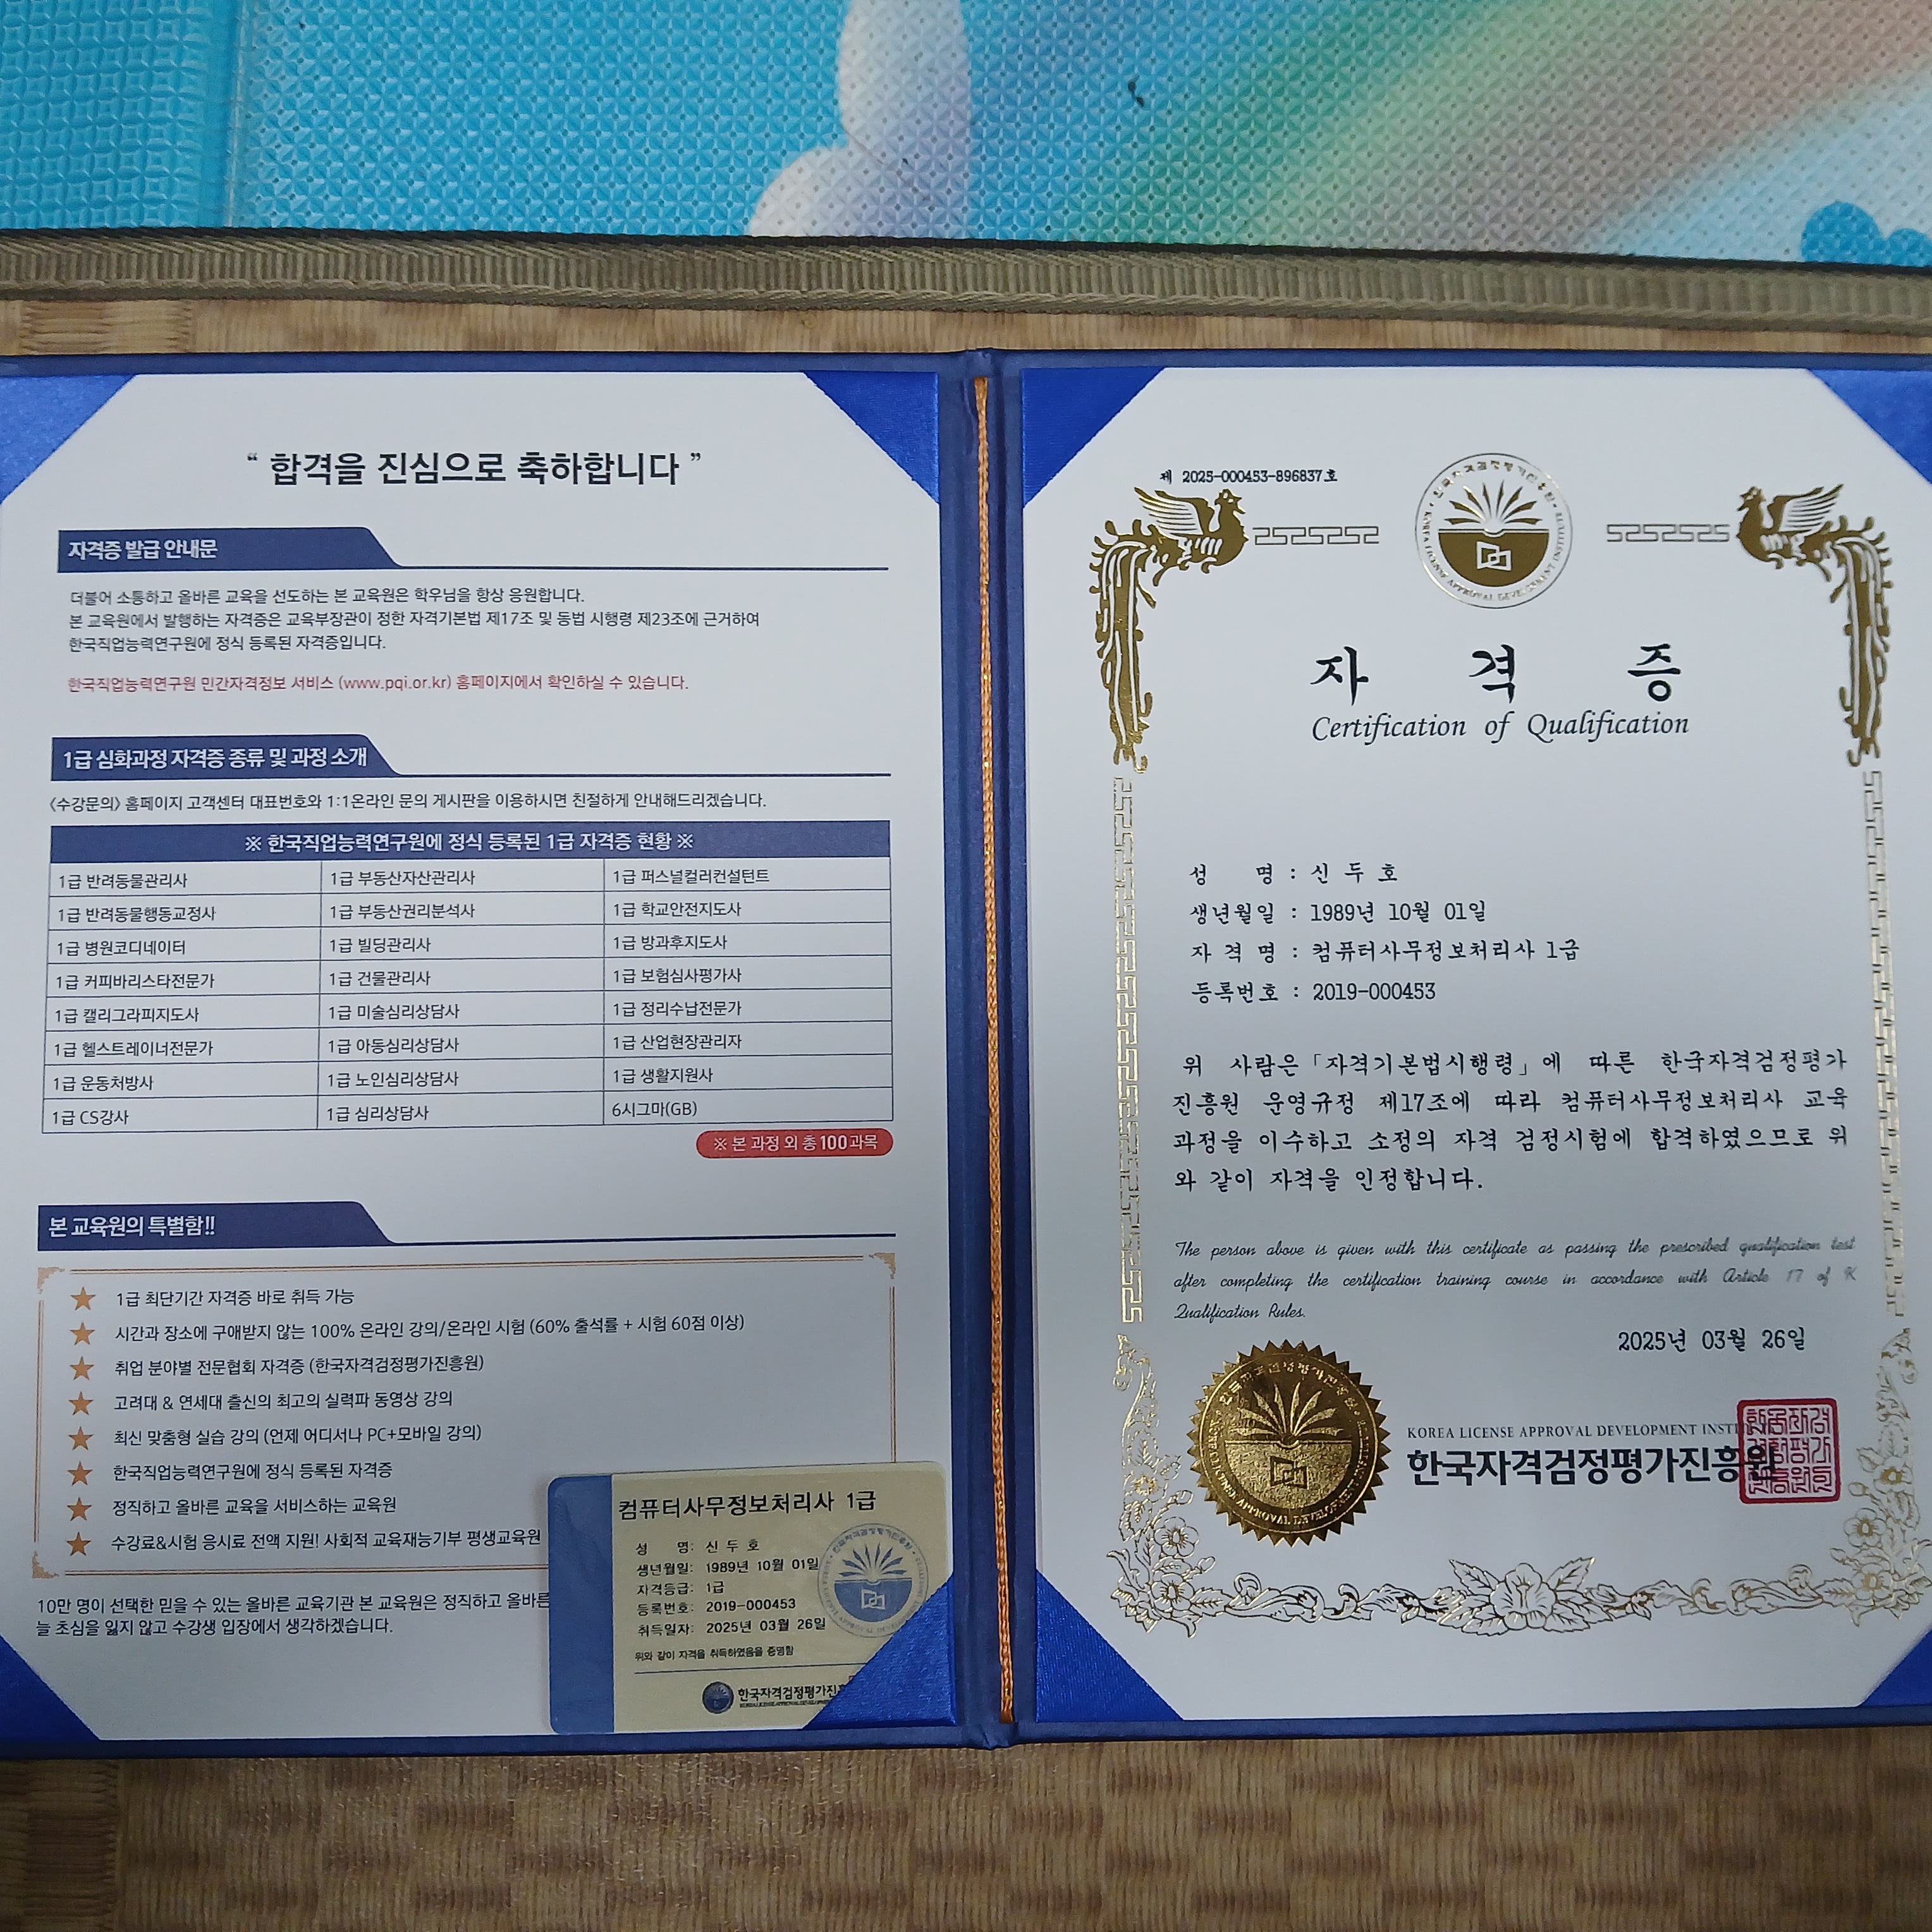 “ 합격을 진심으로 축하합니다 ”
자격증 발급 안내문
더불어 소통하고 올바른 교육을 선도하는 본 교육원은 학우님을 항상 응원합니다.
본 교육원에서 발행하는 자격증은 교육부장관이 정한 자격기본법 제17조 및 동법 시행령 제23조에 근거하여
한국직업능력연구원에 정식 등록된 자격증입니다.
한국직업능력연구원 민간자격정보 서비스 (www.pqi.or.kr) 홈페이지에서 확인하실 수 있습니다.
1급 심화과정 자격증 종류 및 과정 소개
<수강문의> 홈페이지 고객센터 대표번호와 1:1온라인 문의 게시판을 이용하시면 친절하게 안내해드리겠습니다.
※ 한국직업능력연구원에 정식 등록된 1급 자격증 현황 ※
1급 반려동물관리사 1급 부동산자산관리사 1급 퍼스널컬러컨설턴트
1급 반려동물행동교정사 1급 부동산권리분석사 1급 학교안전지도사
1급 병원코디네이터 1급 빌딩관리사 1급 방과후지도사
1급 커피바리스타전문가 1급 건물관리사 1급 보험심사평가사
1급 캘리그라피지도사 1급 미술심리상담사 1급 정리수납전문가
1급 헬스트레이너전문가 1급 아동심리상담사 1급 산업현장관리자
1급 운동처방사 1급 노인심리상담사 1급 생활지원사
1급 CS강사 1급 심리상담사 6시그마(GB)
※ 본 과정 외 총 100과목
본 교육원의 특별함!!
1급 최단기간 자격증 바로 취득 가능
시간과 장소에 구애받지 않는 100% 온라인 강의/온라인 시험 (60% 출석률 + 시험 60점 이상)
취업 분야별 전문협회 자격증 (한국자격검정평가진흥원)
고려대 & 연세대 출신의 최고의 실력파 동영상 강의
최신 맞춤형 실습 강의 (언제 어디서나 PC+모바일 강의)
한국직업능력연구원에 정식 등록된 자격증
정직하고 올바른 교육을 서비스하는 교육원
수강료&시험 응시료 전액 지원! 사회적 교육재능기부 평생교육원
10만 명이 선택한 믿을 수 있는 올바른 교육기관 본 교육원은 정직하고 올바른
늘 초심을 잃지 않고 수강생 입장에서 생각하겠습니다.
컴퓨터사무정보처리사 1급
성 명: 신 두 호
생년월일: 1989년 10월 01일
자격등급: 1급
등록번호: 2019-000453
취득일자: 2025년 03월 26일
위와 같이 자격을 취득하였음을 증명함
한국자격검정평가진
제 2025-000453-896837호
자 격 증
Certification of Qualification
성 명 : 신 두 호
생년월일 : 1989년 10월 01일
자 격 명 : 컴퓨터사무정보처리사 1급
등록번호 : 2019-000453
위 사람은 「자격기본법시행령」에 따른 한국자격검정평가
진흥원 운영규정 제17조에 따라 컴퓨터사무정보처리사 교육
과정을 이수하고 소정의 자격 검정시험에 합격하였으므로 위
와 같이 자격을 인정합니다.
The person above is given with this certificate as passing the prescribed qualification test
after completing the certification training course in accordance with Article 17 of K
Qualification Rules.
2025년 03월 26일
KOREA LICENSE APPROVAL DEVELOPMENT
한국자격검정평가진흥원